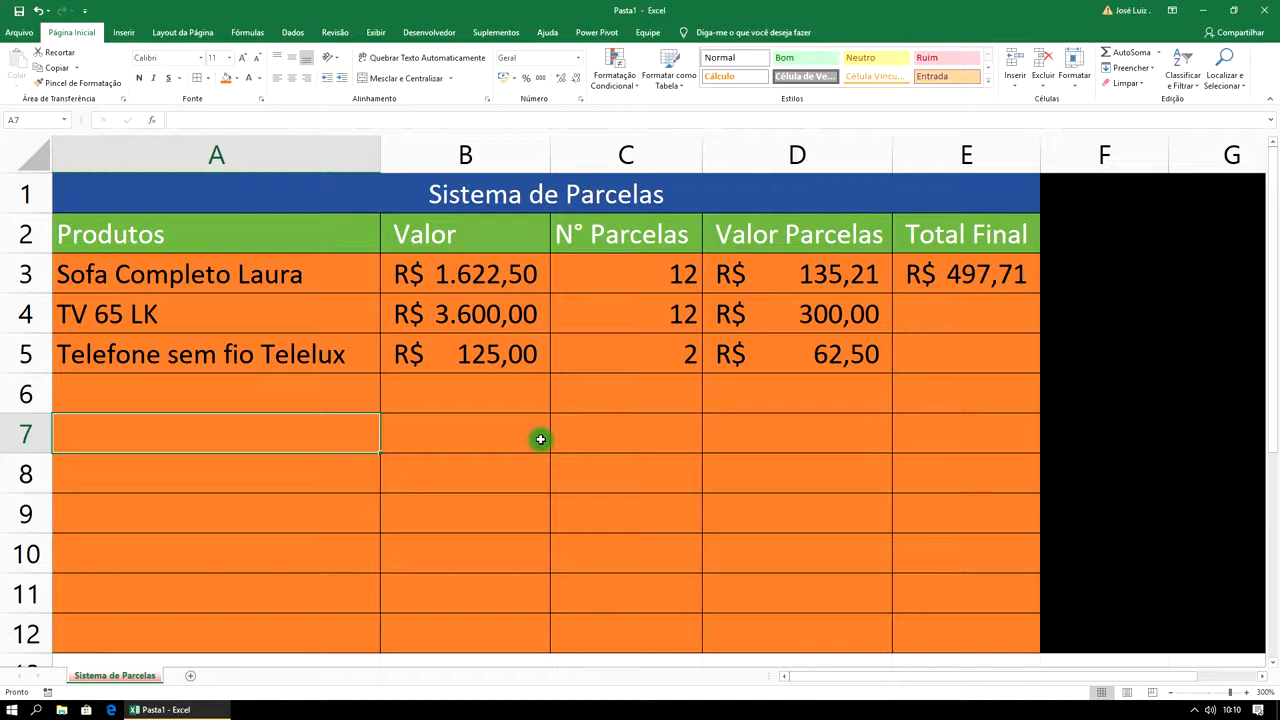 Pasta1 - Excel
José Luiz .
Arquivo Página Inicial Inserir Layout da Página Fórmulas Dados Revisão Exibir Desenvolvedor Suplementos Ajuda Power Pivot Equipe Diga-me o que você deseja fazer Compartilhar
Colar
Recortar
Copiar
Pincel de Formatação
Área de Transferência
Calibri 11
N I S
Fonte
Quebrar Texto Automaticamente
Mesclar e Centralizar
Alinhamento
Geral
% 000
Número
Formatação Condicional
Formatar como Tabela
Normal Bom Neutro Ruim
Cálculo Célula de Ve... Célula Vincu... Entrada
Estilos
Inserir Excluir Formatar
Células
AutoSoma
Preencher
Limpar
Classificar e Filtrar
Localizar e Selecionar
Edição
A7 fx
A B C D E F G
1 Sistema de Parcelas
2 Produtos Valor N° Parcelas Valor Parcelas Total Final
3 Sofa Completo Laura R$ 1.622,50 12 R$ 135,21 R$ 497,71
4 TV 65 LK R$ 3.600,00 12 R$ 300,00
5 Telefone sem fio Telelux R$ 125,00 2 R$ 62,50
6
7
8
9
10
11
12
Sistema de Parcelas
Pronto 300%
Pasta1 - Excel 10:10